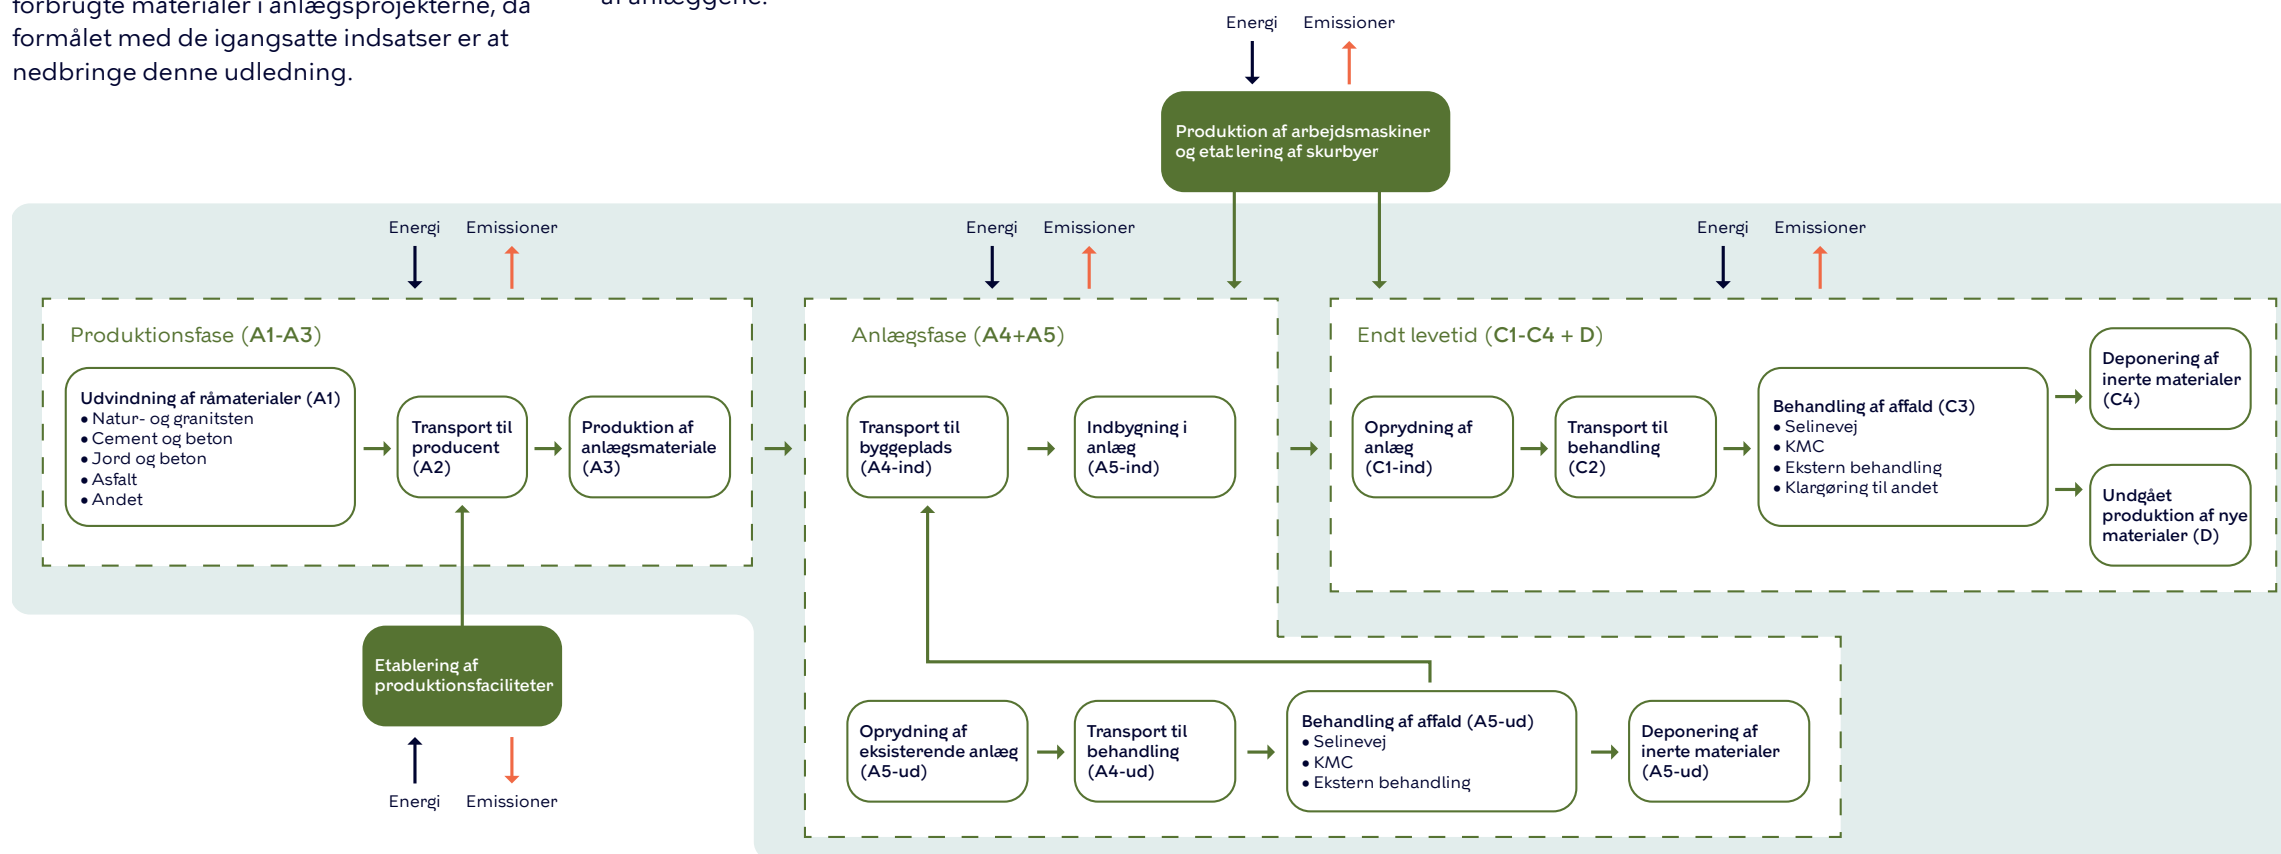 forbrugte materialer i anlægsprojekterne, da
formålet med de igangsatte indsatser er at
nedbringe denne udledning.
af anlæggene.
Energi
Emissioner
Produktion af arbejdsmaskiner
og etablering af skurbyer
Energi
Emissioner
Energi
Emissioner
Energi
Emissioner
Produktionsfase (A1-A3)
Udvindning af råmaterialer (A1)
• Natur- og granitsten
• Cement og beton
• Jord og beton
• Asfalt
• Andet
Transport til
producent
(A2)
Produktion af
anlægsmateriale
(A3)
Anlægsfase (A4+A5)
Transport til
byggeplads
(A4-ind)
Indbygning i
anlæg
(A5-ind)
Endt levetid (C1-C4 + D)
Oprydning af
anlæg
(C1-ind)
Transport til
behandling
(C2)
Behandling af affald (C3)
• Selinevej
• KMC
• Ekstern behandling
• Klargøring til andet
Deponering af
inerte materialer
(C4)
Undgået
produktion af nye
materialer (D)
Etablering af
produktionsfaciliteter
Energi
Emissioner
Oprydning af
eksisterende anlæg
(A5-ud)
Transport til
behandling
(A4-ud)
Behandling af affald (A5-ud)
• Selinevej
• KMC
• Ekstern behandling
Deponering af
inerte materialer
(A5-ud)